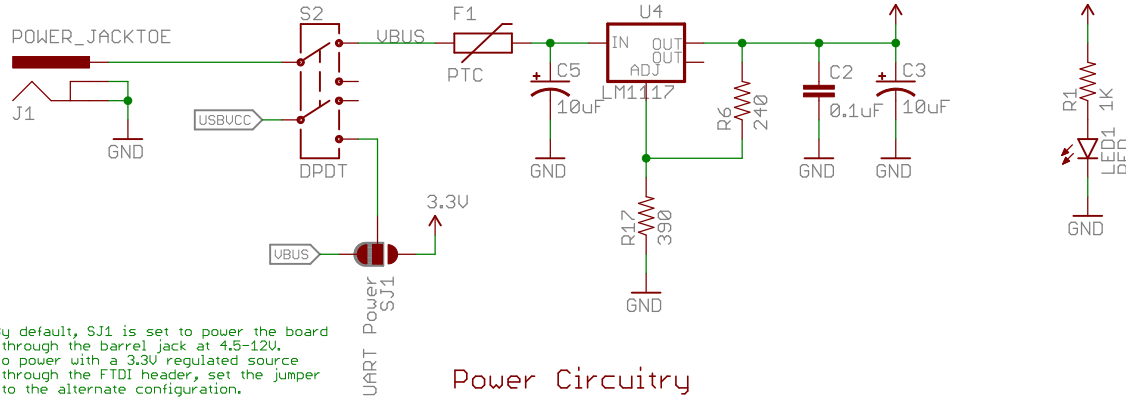 S2
F1
U4
POWER_JACKTOE
VBUS
IN
OUT
OUT
ADJ
PTC
C5
10uF
LM1117
C2
0.1uF
C3
10uF
R6
240
R1
1K
J1
USBVCC
GND
DPDT
GND
GND
GND
LED1
RED
3.3V
R17
390
GND
VBUS
SJ1
UART Power
GND
By default, SJ1 is set to power the board
through the barrel jack at 4.5-12V.
o power with a 3.3V regulated source
through the FTDI header, set the jumper
to the alternate configuration.
Power Circuitry